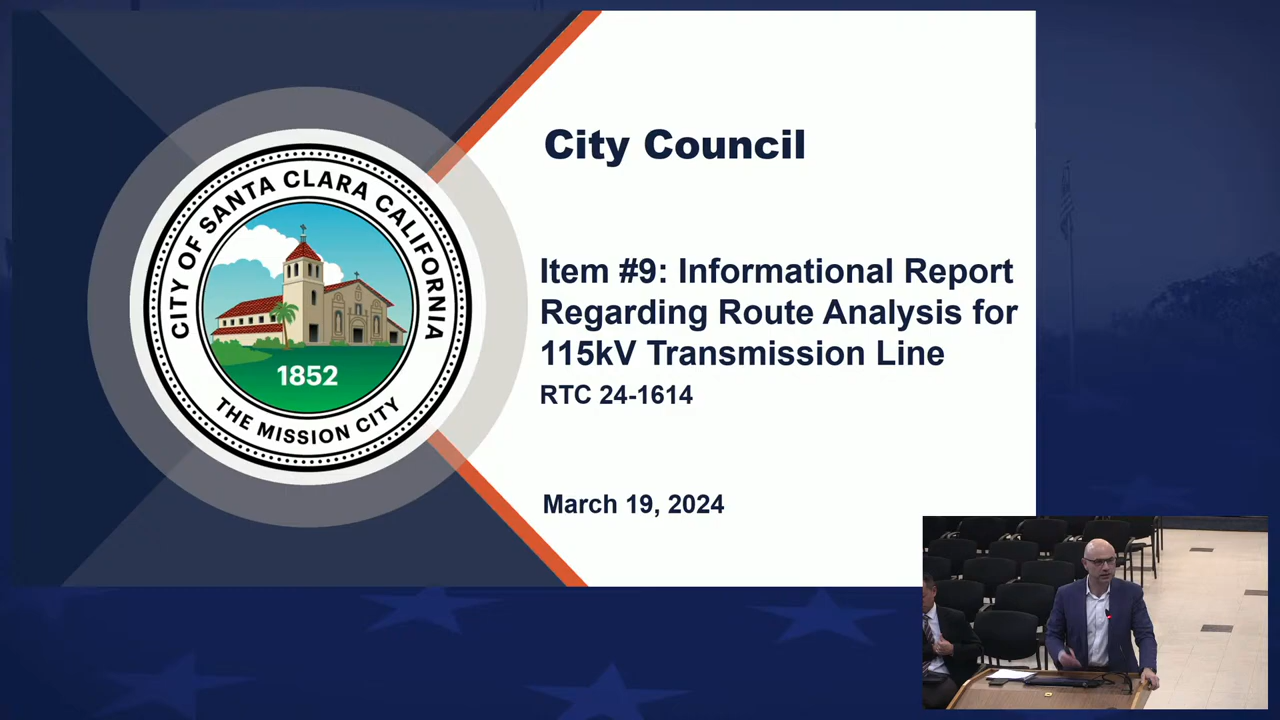 City Council
Item #9: Informational Report
Regarding Route Analysis for
115kV Transmission Line
RTC 24-1614
March 19, 2024
CITY OF SANTA CLARA CALIFORNIA
1852
THE MISSION CITY